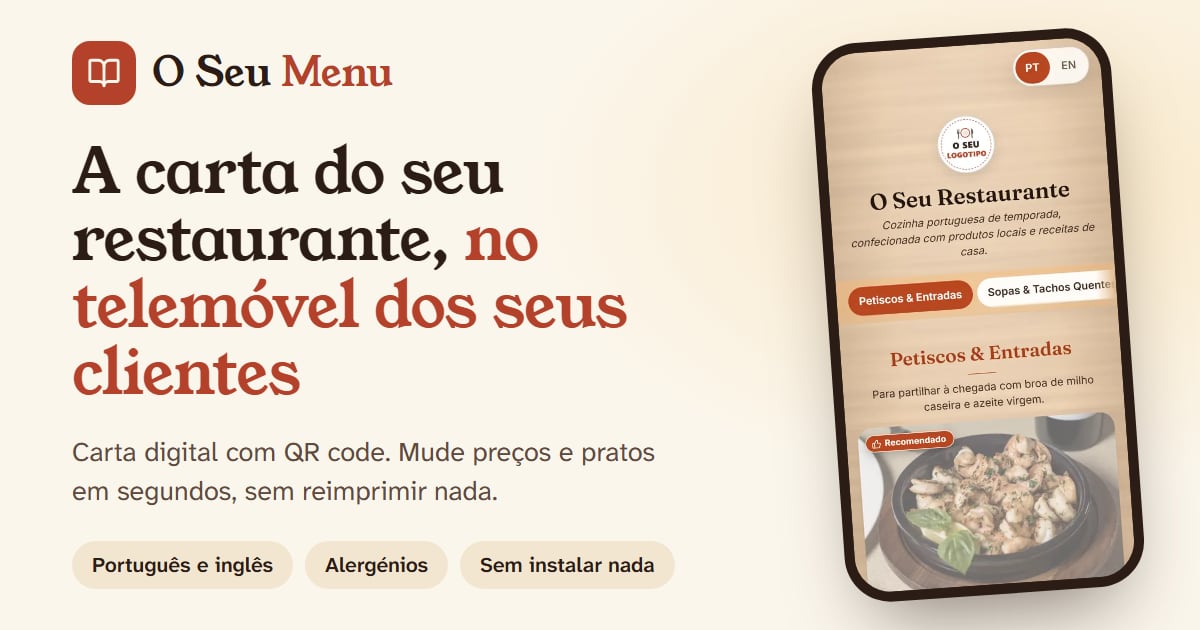 O Seu Menu
A carta do seu
restaurante, no
telemóvel dos seus
clientes
Carta digital com QR code. Mude preços e pratos
em segundos, sem reimprimir nada.
Português e inglês
Alergénios
Sem instalar nada
PT
EN
O SEU
LOGOTIPO
O Seu Restaurante
Cozinha portuguesa de temporada,
confecionada com produtos locais e receitas de
casa.
Petiscos & Entradas
Sopas & Tachos Quente
Petiscos & Entradas
Para partilhar à chegada com broa de milho
caseira e azeite virgem.
Recomendado